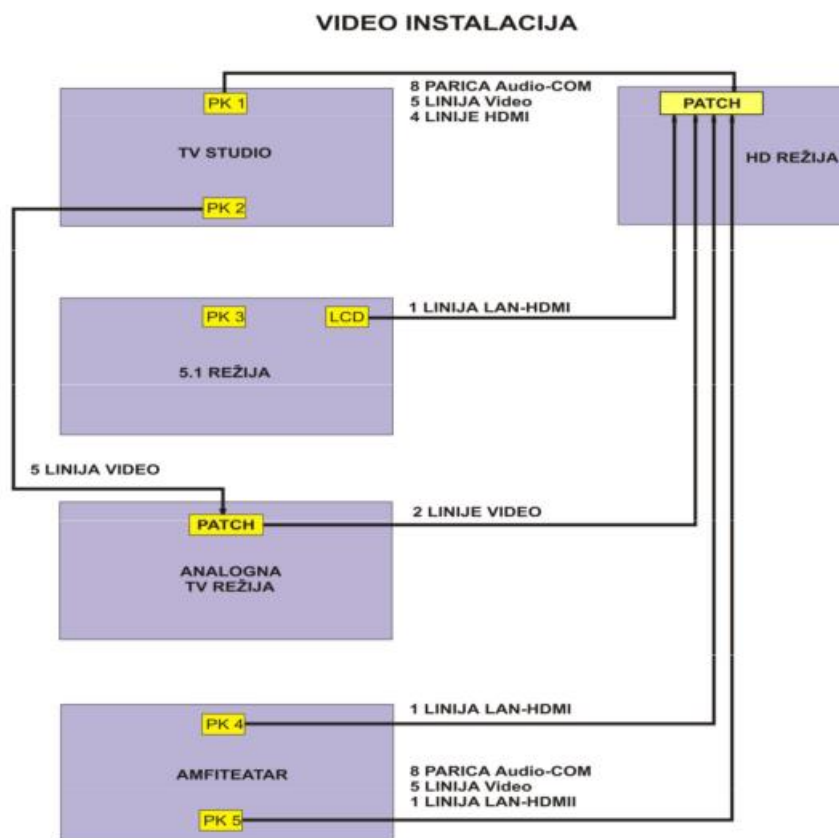 VIDEO INSTALACIJA
PK 1
8 PARICA Audio-COM
5 LINIJA Video
4 LINIJE HDMI
PATCH
TV STUDIO
HD REŽIJA
PK 2
PK 3
LCD
1 LINIJA LAN-HDMI
5.1 REŽIJA
5 LINIJA VIDEO
PATCH
2 LINIJE VIDEO
ANALOGNA
TV REŽIJA
PK 4
1 LINIJA LAN-HDMI
AMFITEATAR
8 PARICA Audio-COM
5 LINIJA Video
1 LINIJA LAN-HDMII
PK 5